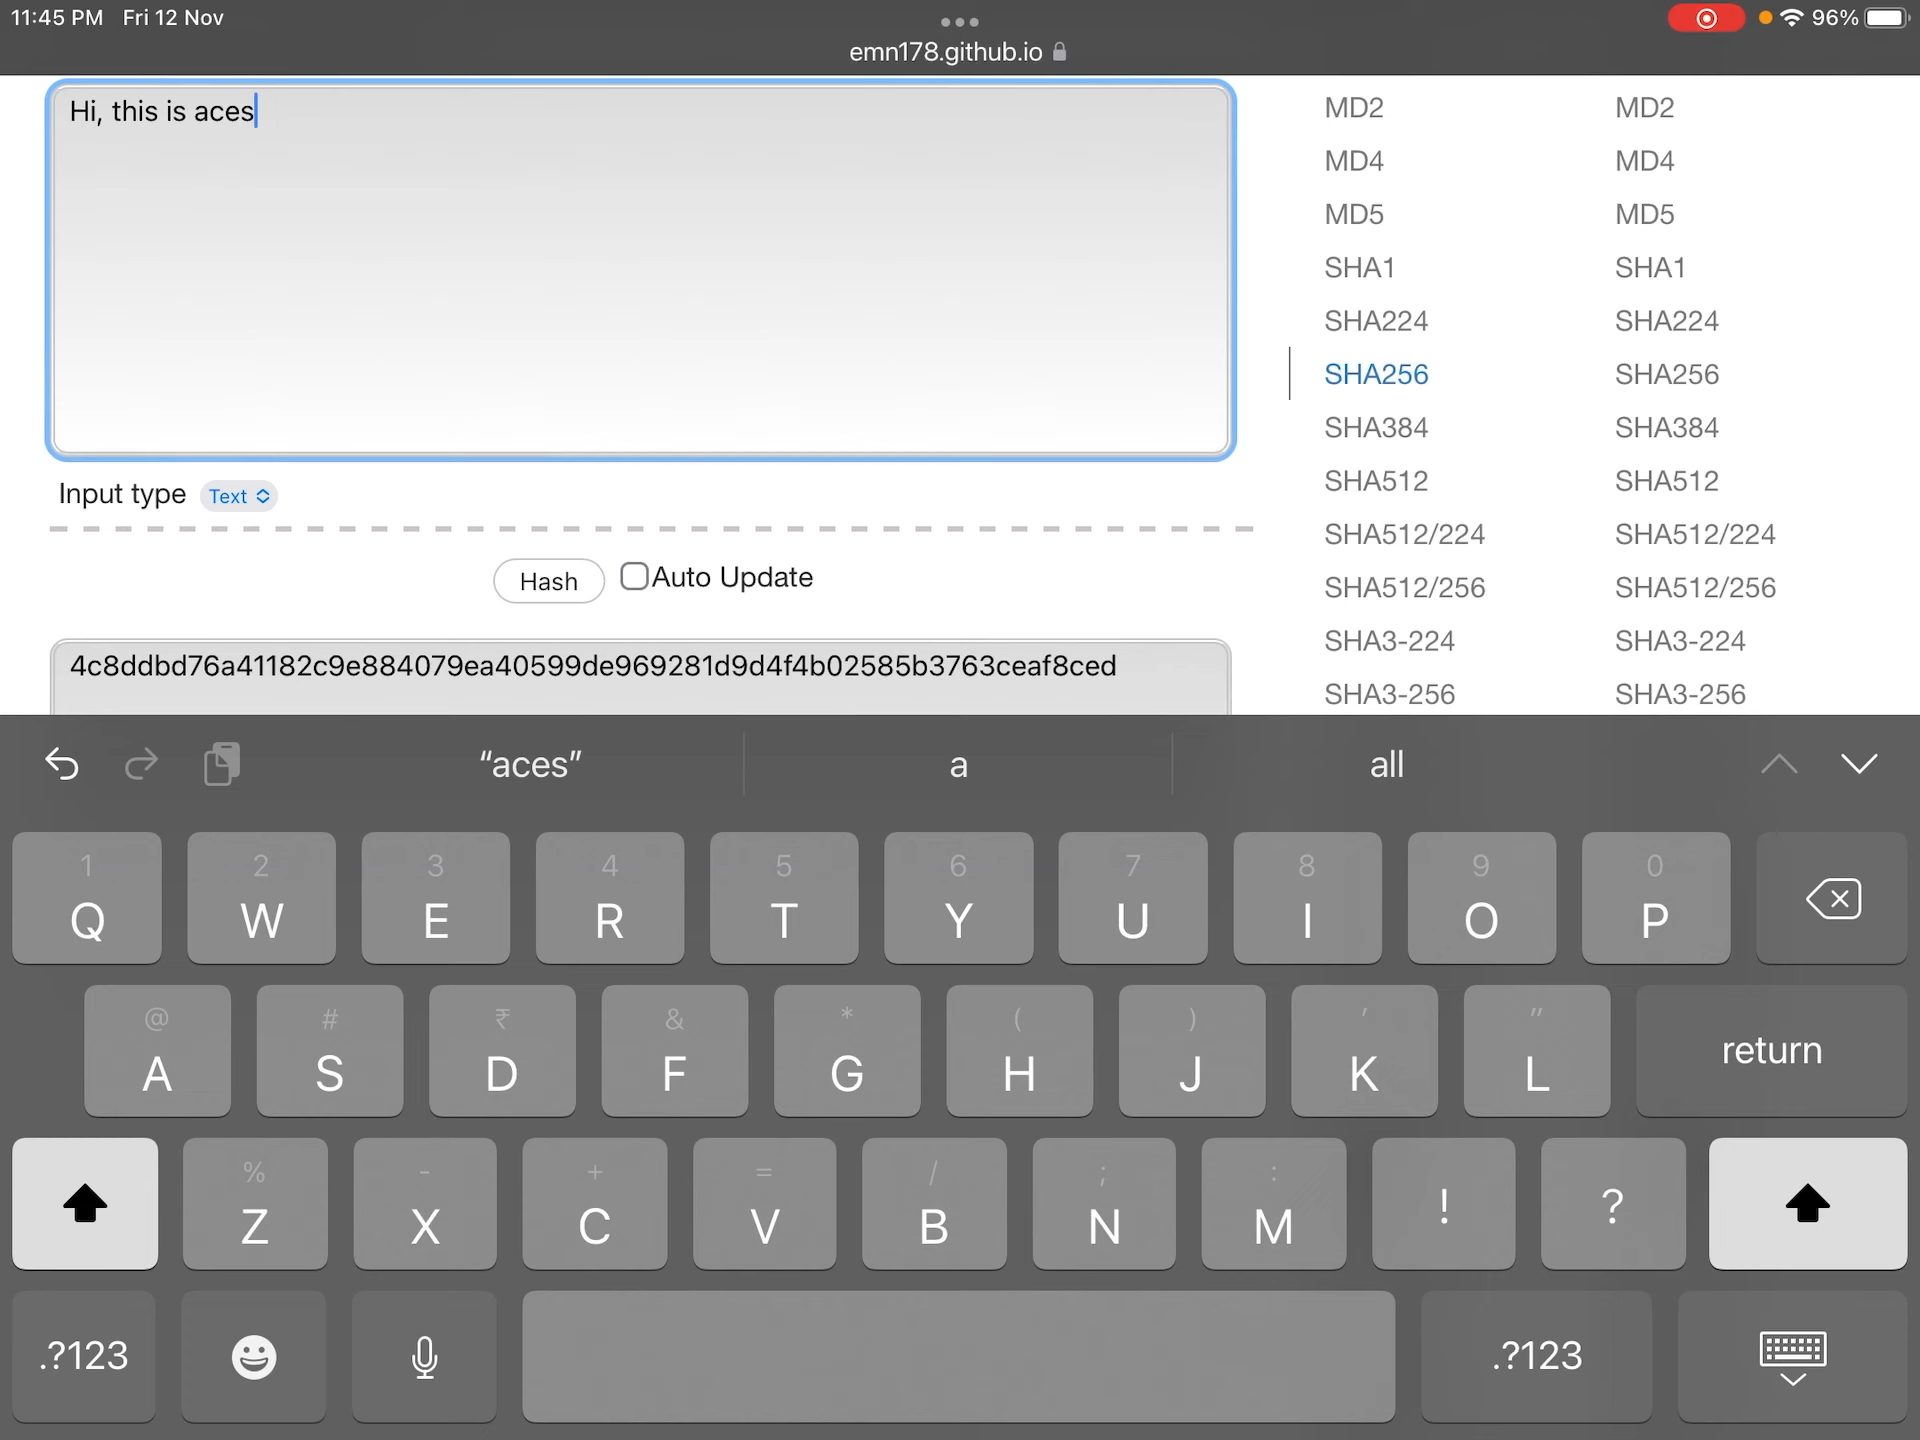 11:45 PM Fri 12 Nov
96%
emn178.github.io
Hi, this is aces
Input type Text
Hash Auto Update
4c8ddbd76a41182c9e884079ea40599de969281d9d4f4b02585b3763ceaf8ced
MD2 MD2
MD4 MD4
MD5 MD5
SHA1 SHA1
SHA224 SHA224
SHA256 SHA256
SHA384 SHA384
SHA512 SHA512
SHA512/224 SHA512/224
SHA512/256 SHA512/256
SHA3-224 SHA3-224
SHA3-256 SHA3-256
“aces” a all
1 2 3 4 5 6 7 8 9 0
Q W E R T Y U I O P
@ # ₹ & * ( ) ' "
A S D F G H J K L return
% - + = / ; :
Z X C V B N M ! ?
.?123 .?123